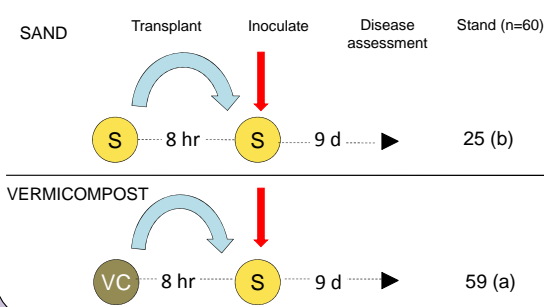 SAND Transplant Inoculate Disease assessment Stand (n=60)
S 8 hr S 9 d 25 (b)
VERMICOMPOST
VC 8 hr S 9 d 59 (a)